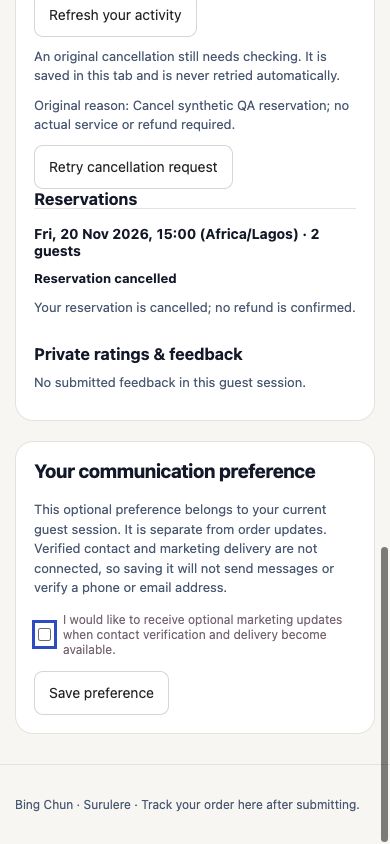 Refresh your activity
An original cancellation still needs checking. It is
saved in this tab and is never retried automatically.
Original reason: Cancel synthetic QA reservation; no
actual service or refund required.
Retry cancellation request
Reservations
Fri, 20 Nov 2026, 15:00 (Africa/Lagos) · 2
guests
Reservation cancelled
Your reservation is cancelled; no refund is confirmed.
Private ratings & feedback
No submitted feedback in this guest session.
Your communication preference
This optional preference belongs to your current
guest session. It is separate from order updates.
Verified contact and marketing delivery are not
connected, so saving it will not send messages or
verify a phone or email address.
I would like to receive optional marketing updates
when contact verification and delivery become
available.
Save preference
Bing Chun · Surulere · Track your order here after submitting.